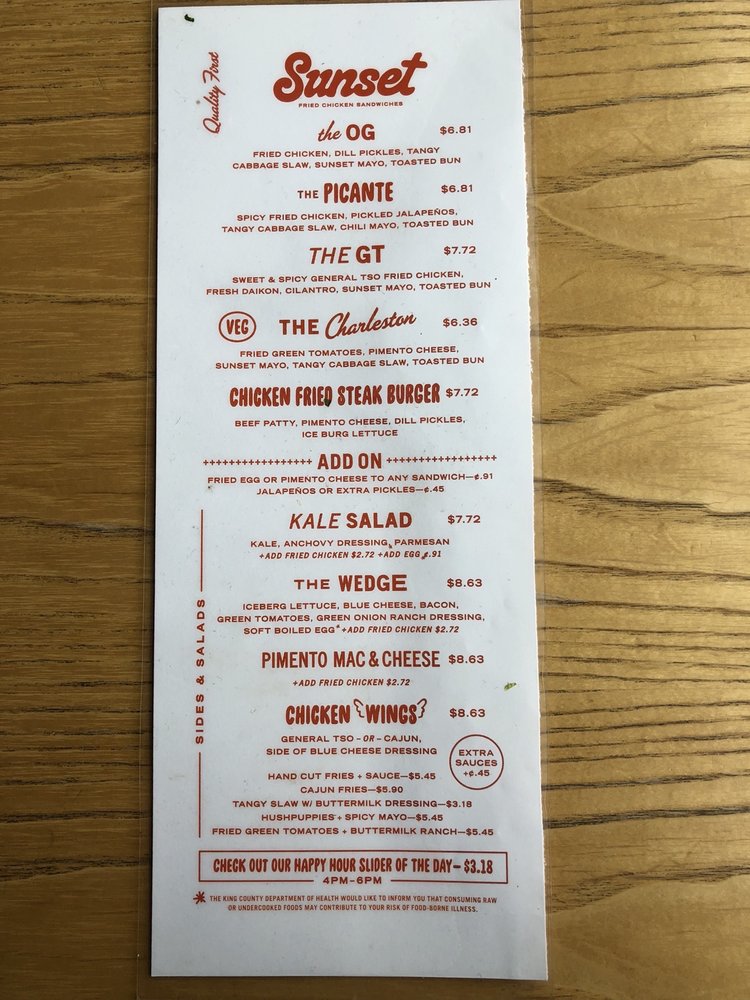 Quality First
Sunset
FRIED CHICKEN SANDWICHES
the OG $6.81
FRIED CHICKEN, DILL PICKLES, TANGY
CABBAGE SLAW, SUNSET MAYO, TOASTED BUN
THE PICANTE $6.81
SPICY FRIED CHICKEN, PICKLED JALAPEÑOS,
TANGY CABBAGE SLAW, CHILI MAYO, TOASTED BUN
THE GT $7.72
SWEET & SPICY GENERAL TSO FRIED CHICKEN,
FRESH DAIKON, CILANTRO, SUNSET MAYO, TOASTED BUN
VEG THE Charleston $6.36
FRIED GREEN TOMATOES, PIMENTO CHEESE,
SUNSET MAYO, TANGY CABBAGE SLAW, TOASTED BUN
CHICKEN FRIED STEAK BURGER $7.72
BEEF PATTY, PIMENTO CHEESE, DILL PICKLES,
ICE BURG LETTUCE
+++++++++++++++++ ADD ON +++++++++++++++++
FRIED EGG OR PIMENTO CHEESE TO ANY SANDWICH—¢.91
JALAPEÑOS OR EXTRA PICKLES—¢.45
SIDES & SALADS
KALE SALAD $7.72
KALE, ANCHOVY DRESSING, PARMESAN
+ADD FRIED CHICKEN $2.72 +ADD EGG ¢.91
THE WEDGE $8.63
ICEBERG LETTUCE, BLUE CHEESE, BACON,
GREEN TOMATOES, GREEN ONION RANCH DRESSING,
SOFT BOILED EGG* +ADD FRIED CHICKEN $2.72
PIMENTO MAC & CHEESE $8.63
+ADD FRIED CHICKEN $2.72
CHICKEN WINGS $8.63
GENERAL TSO -OR- CAJUN,
SIDE OF BLUE CHEESE DRESSING
EXTRA
SAUCES
+¢.45
HAND CUT FRIES + SAUCE—$5.45
CAJUN FRIES—$5.90
TANGY SLAW W/ BUTTERMILK DRESSING—$3.18
HUSHPUPPIES + SPICY MAYO—$5.45
FRIED GREEN TOMATOES + BUTTERMILK RANCH—$5.45
CHECK OUT OUR HAPPY HOUR SLIDER OF THE DAY— $3.18
4PM-6PM
* THE KING COUNTY DEPARTMENT OF HEALTH WOULD LIKE TO INFORM YOU THAT CONSUMING RAW
OR UNDERCOOKED FOODS MAY CONTRIBUTE TO YOUR RISK OF FOOD-BORNE ILLNESS.